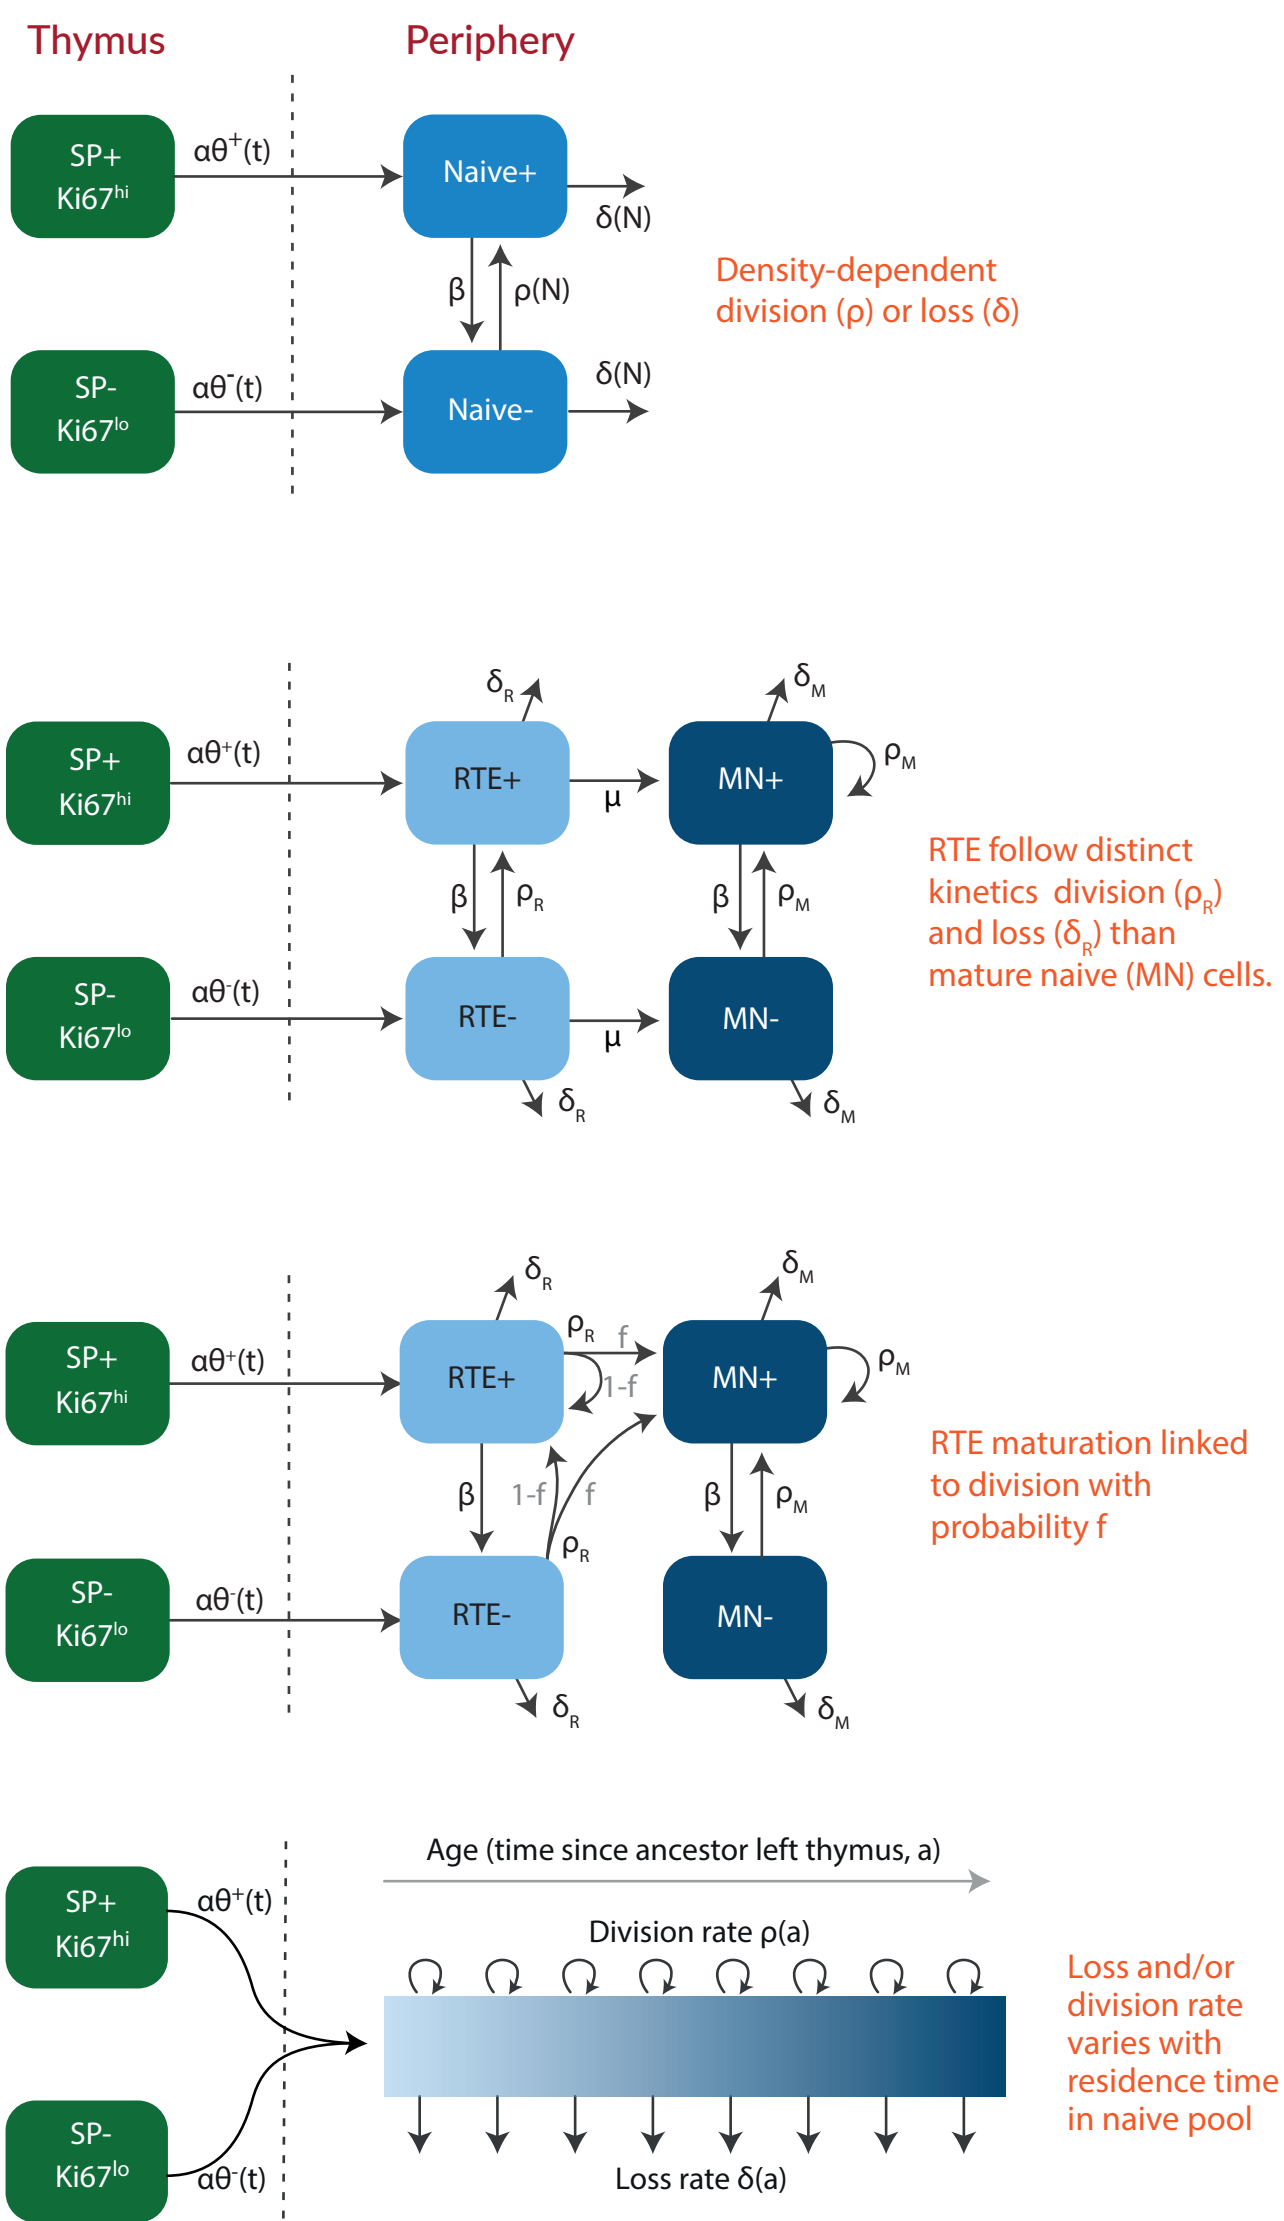 Thymus
Periphery
SP+
Ki67hi
αθ+(t)
Naive+
δ(N)
β
ρ(N)
Density-dependent
division (ρ) or loss (δ)
SP-
Ki67lo
αθ-(t)
Naive-
δ(N)
δR
δM
SP+
Ki67hi
αθ+(t)
RTE+
μ
MN+
ρM
β
ρR
β
ρM
RTE follow distinct
kinetics division (ρR)
and loss (δR) than
mature naive (MN) cells.
SP-
Ki67lo
αθ-(t)
RTE-
μ
MN-
δR
δM
δR
δM
SP+
Ki67hi
αθ+(t)
RTE+
ρR
f
1-f
MN+
ρM
β
1-f
f
ρR
β
ρM
RTE maturation linked
to division with
probability f
SP-
Ki67lo
αθ-(t)
RTE-
MN-
δR
δM
Age (time since ancestor left thymus, a)
SP+
Ki67hi
αθ+(t)
Division rate ρ(a)
Loss and/or
division rate
varies with
residence time
in naive pool
SP-
Ki67lo
αθ-(t)
Loss rate δ(a)